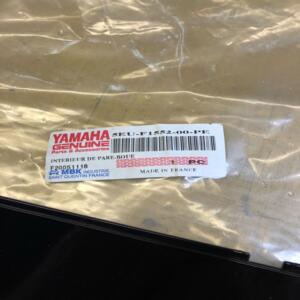 YAMAHA
GENUINE
Parts & Accessories
5EU-F1552-00-PE
INTERIEUR DE PARE-BOUE
F20051118
1 PC
MBK INDUSTRIE
SAINT QUENTIN FRANCE
MADE IN FRANCE